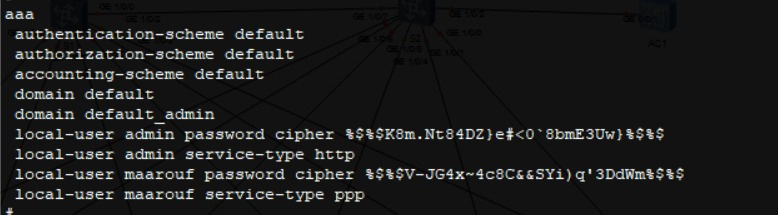 aaa
authentication-scheme default
authorization-scheme default
accounting-scheme default
domain default
domain default_admin
local-user admin password cipher %$%$K8m.Nt84DZ}e#<0`8bmE3Uw}%$%$
local-user admin service-type http
local-user maarouf password cipher %$%$V-JG4x~4c8C&&SYi)q'3DdWm%$%$
local-user maarouf service-type ppp
#
AC1